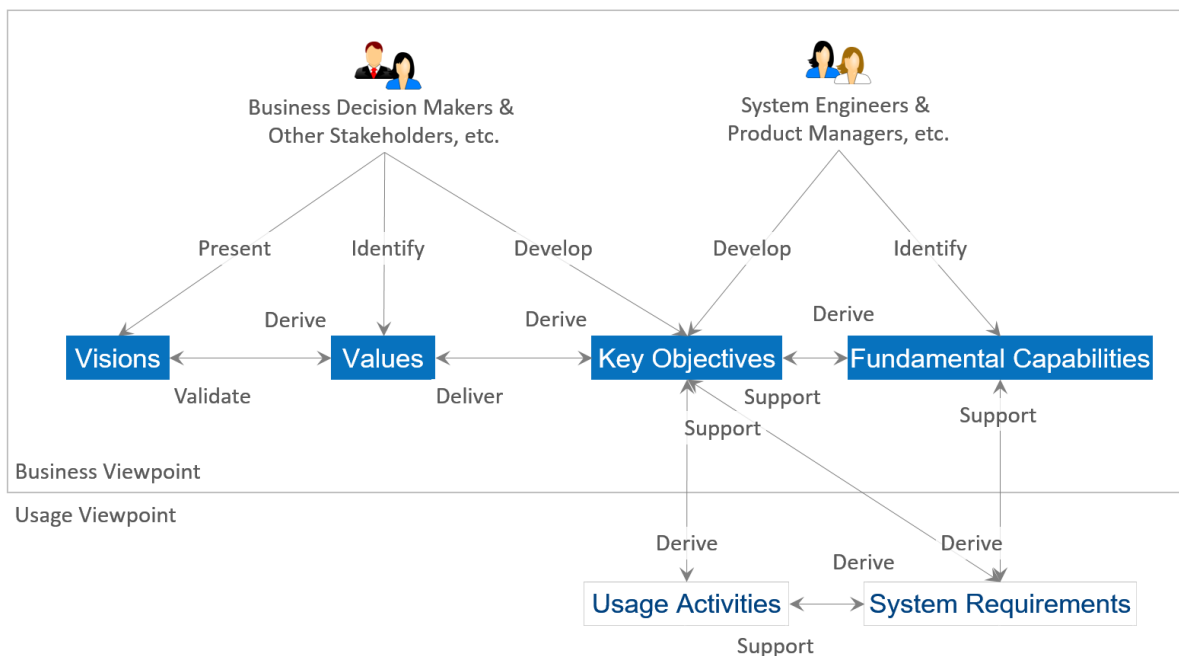 Business Decision Makers &
Other Stakeholders, etc.
System Engineers &
Product Managers, etc.
Present
Identify
Develop
Develop
Identify
Derive
Derive
Derive
Visions
Values
Key Objectives
Fundamental Capabilities
Validate
Deliver
Support
Support
Support
Business Viewpoint
Usage Viewpoint
Derive
Derive
Derive
Usage Activities
System Requirements
Support